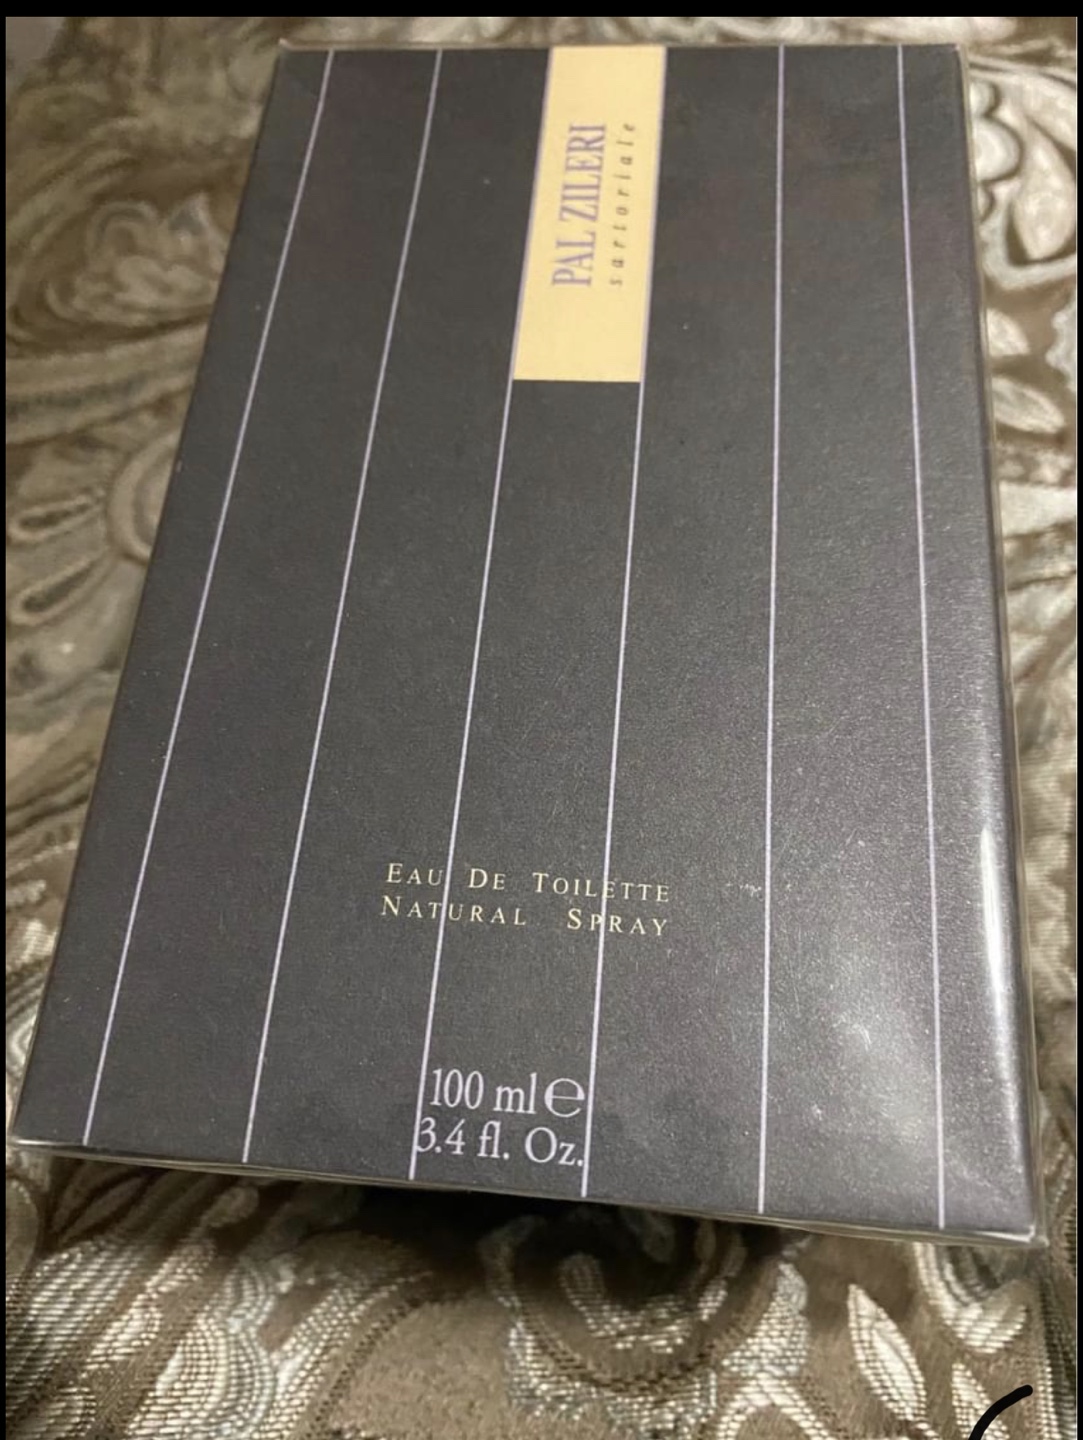 PAL ZILERI
sartoriale
EAU DE TOILETTE
NATURAL SPRAY
100 ml ℮
3.4 fl. Oz.